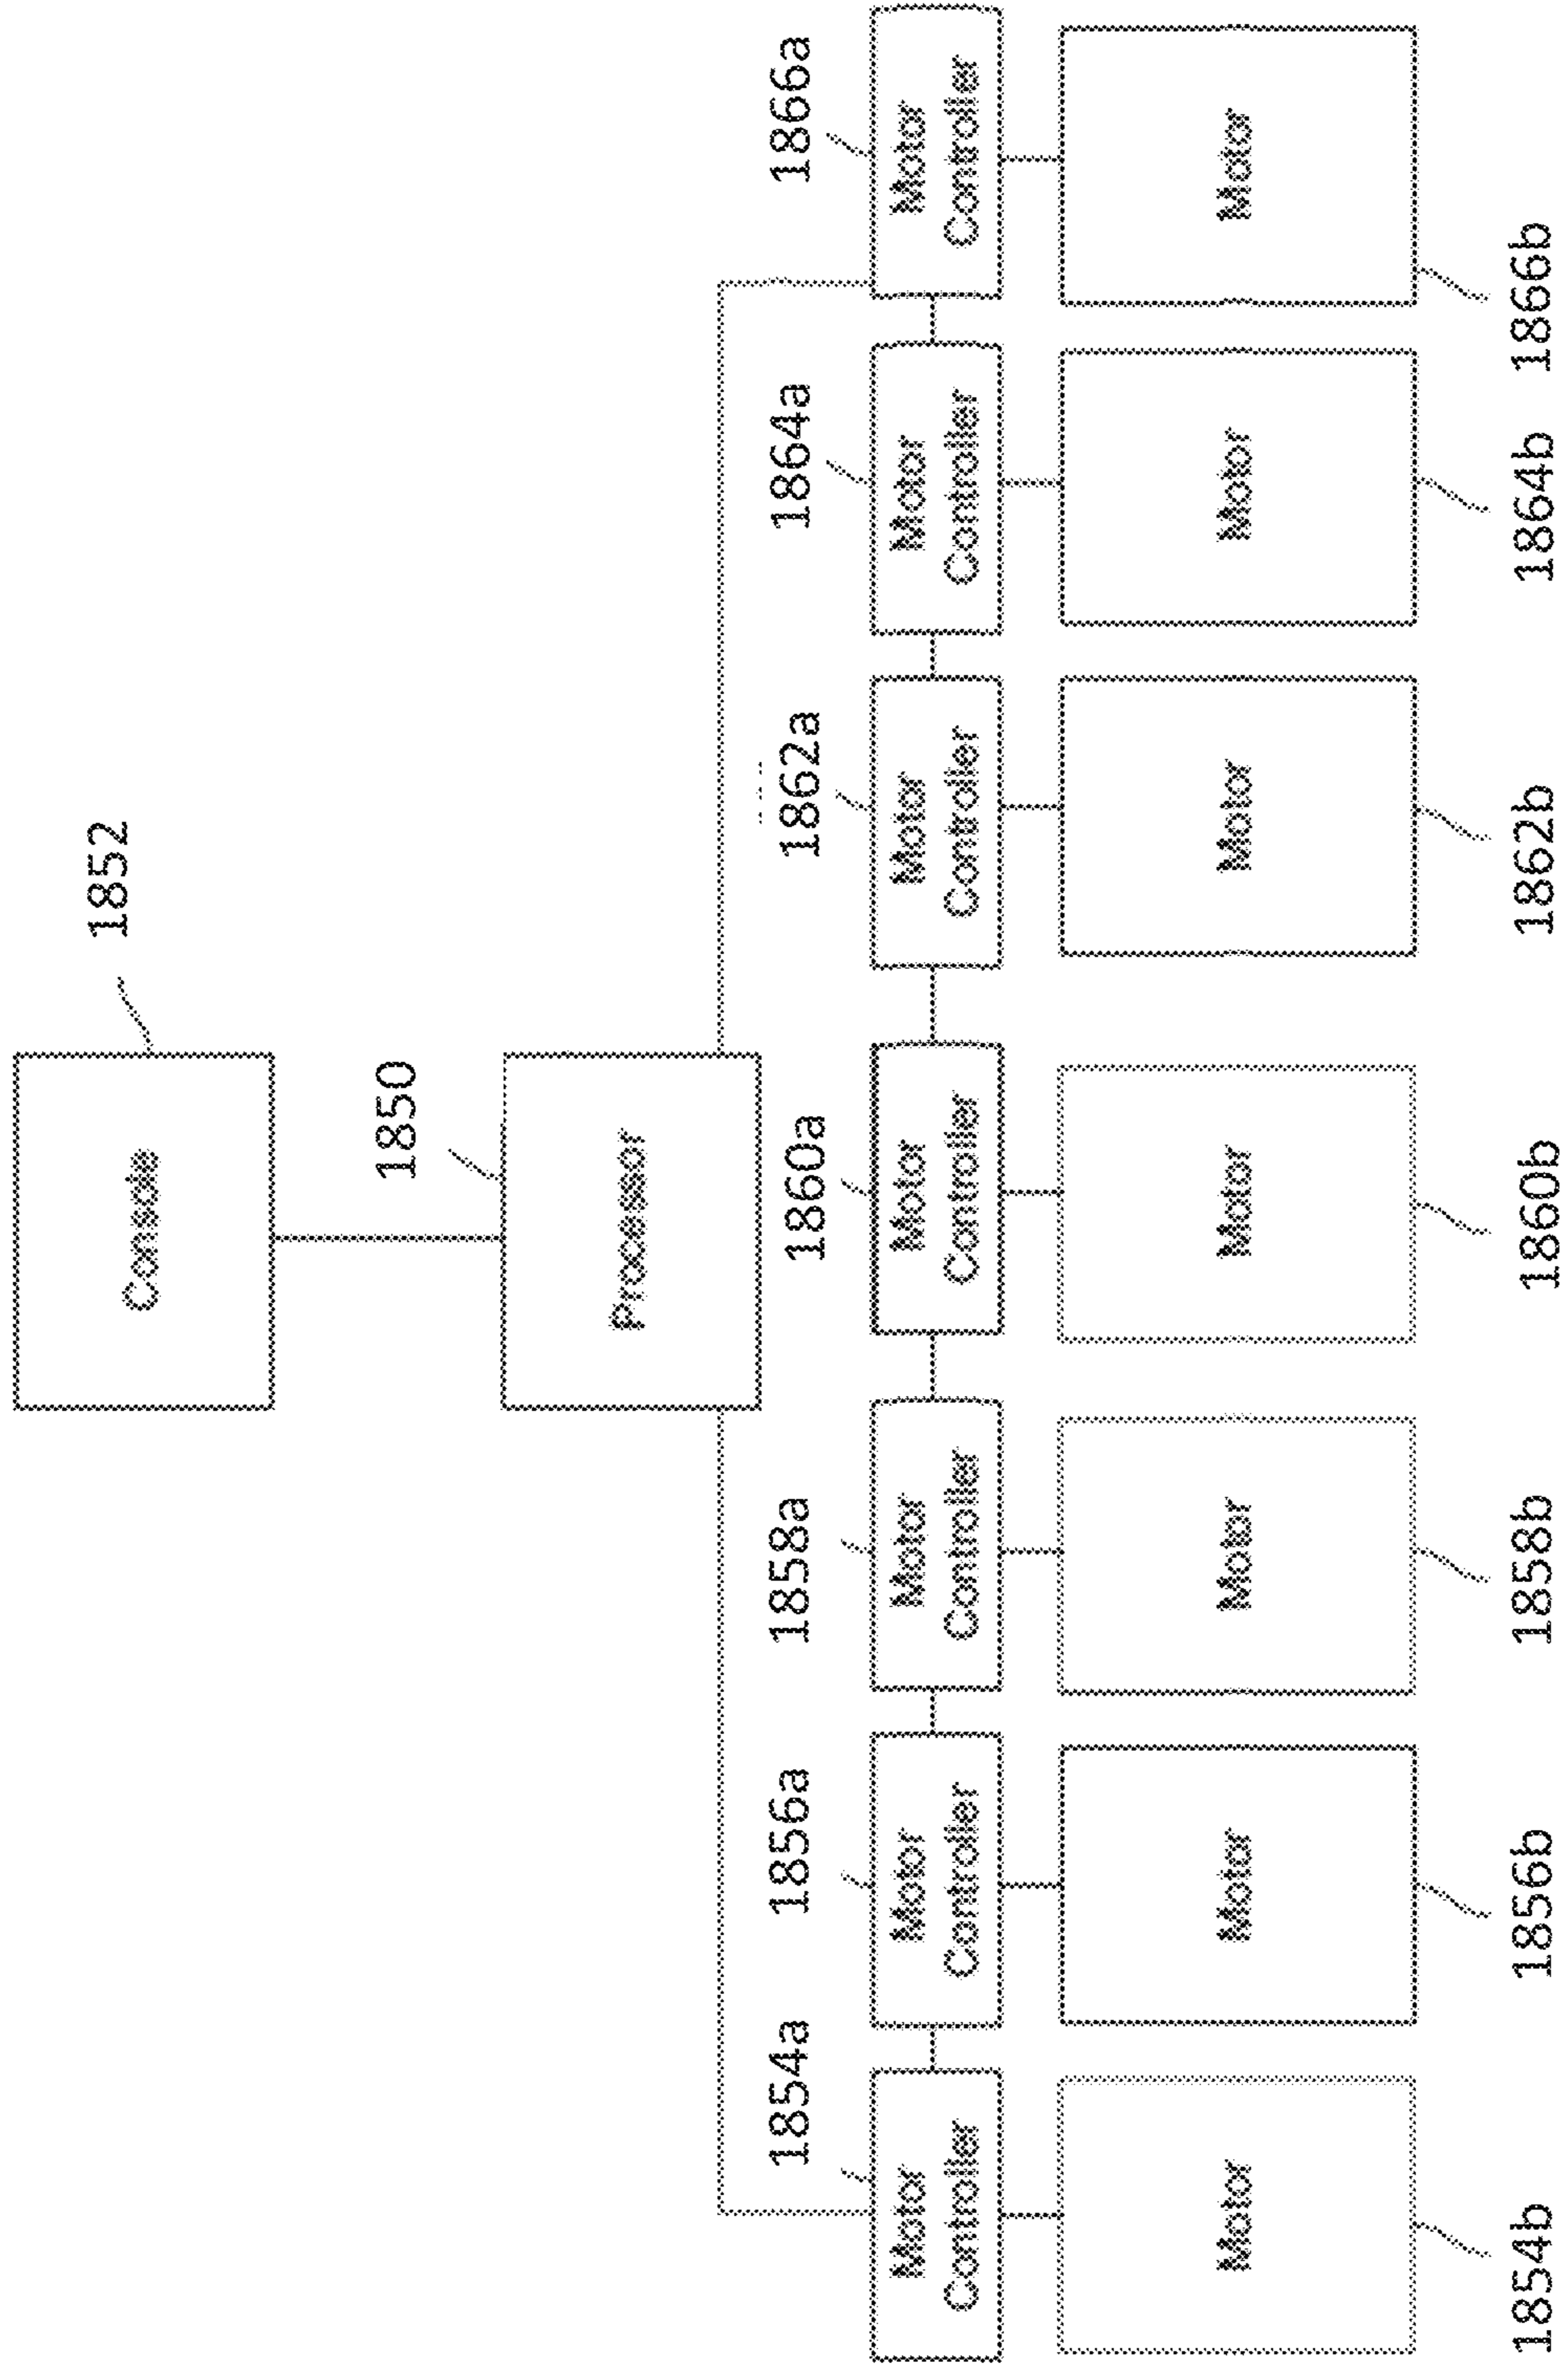 Console
1852
1850
Processor
1854a
1856a
1858a
1860a
1862a
1864a
1866a
Motor
Controller
Motor
Controller
Motor
Controller
Motor
Controller
Motor
Controller
Motor
Controller
Motor
Controller
Motor
Motor
Motor
Motor
Motor
Motor
Motor
1854b
1856b
1858b
1860b
1862b
1864b
1866b